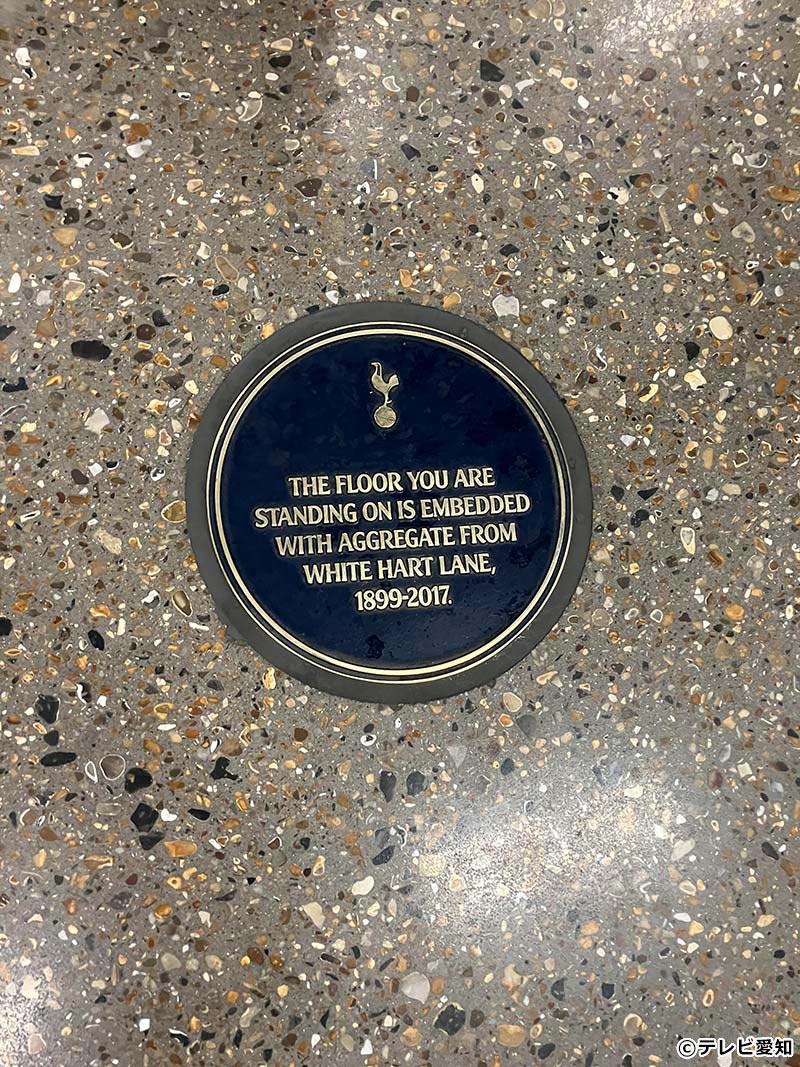 THE FLOOR YOU ARE
STANDING ON IS EMBEDDED
WITH AGGREGATE FROM
WHITE HART LANE,
1899-2017.
©テレビ愛知